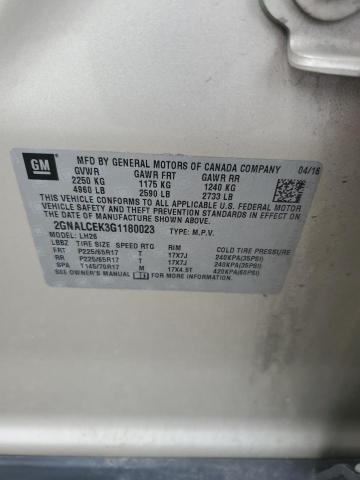 GM
MFD BY GENERAL MOTORS OF CANADA COMPANY 04/16
GVWR GAWR FRT GAWR RR
2250 KG 1175 KG 1240 KG
4960 LB 2590 LB 2733 LB
THIS VEHICLE CONFORMS TO ALL APPLICABLE U.S. FEDERAL MOTOR
VEHICLE SAFETY AND THEFT PREVENTION STANDARDS IN EFFECT ON
THE DATE OF MANUFACTURE SHOWN ABOVE.
2GNALCEK3G1180023 TYPE: M.P.V.
MODEL: LH26
LBBZ TIRE SIZE SPEED RTG RIM COLD TIRE PRESSURE
FRT P225/65R17 T 17X7J 240KPA(35PSI)
RR P225/65R17 T 17X7J 240KPA(35PSI)
SPA T145/70R17 M 17X4.5T 420KPA(60PSI)
SEE OWNER'S MANUAL FOR ADDITIONAL INFORMATION